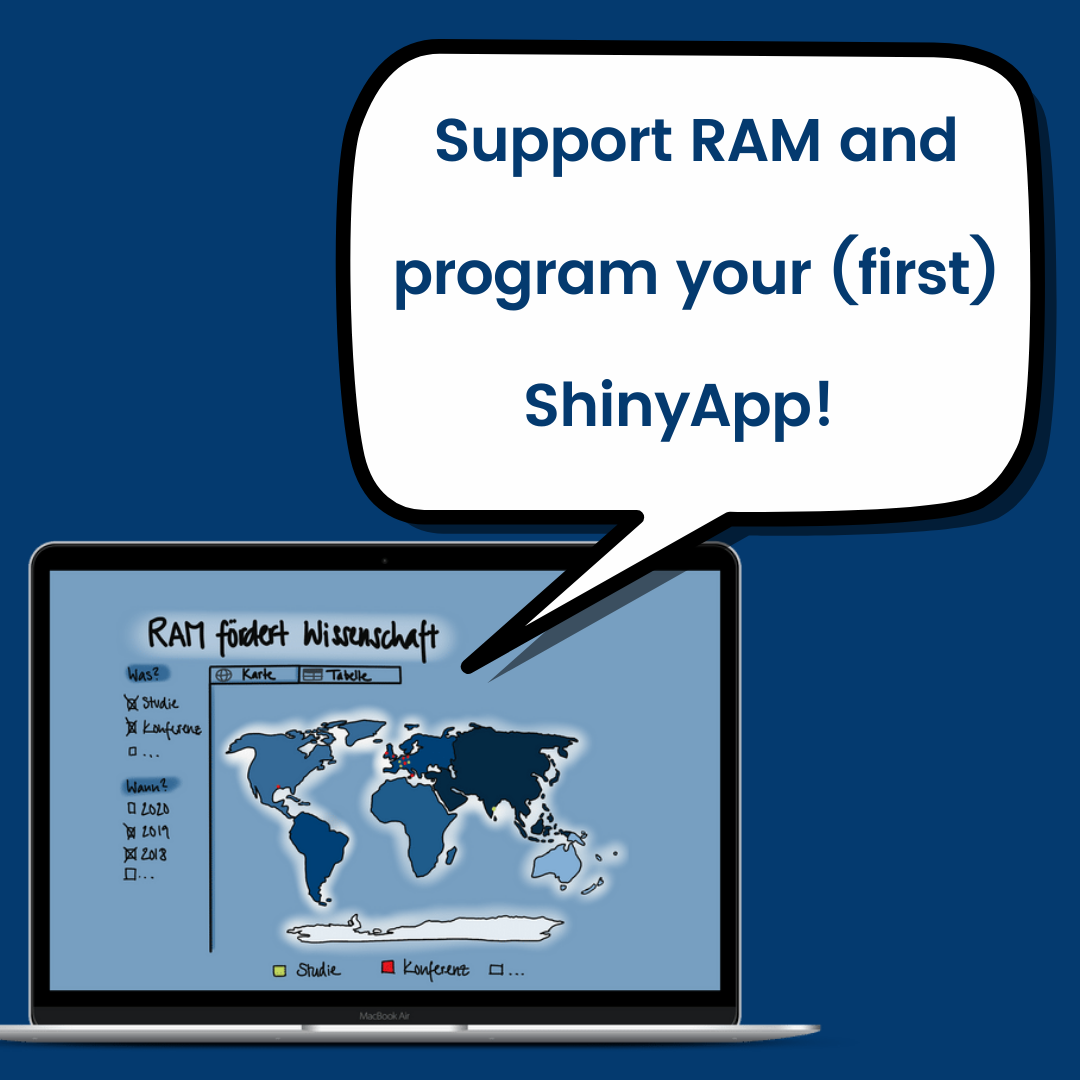 Support RAM and
program your (first)
ShinyApp!
RAM fördert Wissenschaft
Was?
Studie
Konferenz
...
Wann?
2020
2019
2018
...
Karte
Tabelle
Studie
Konferenz
...
MacBook Air